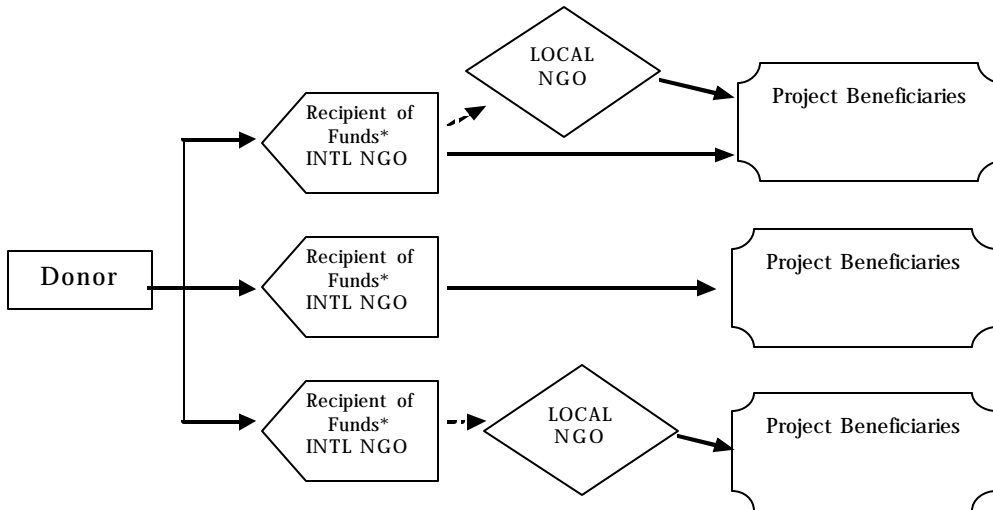 LOCAL
NGO
Recipient of
Funds*
INTL NGO
Project Beneficiaries
Donor
Recipient of
Funds*
INTL NGO
Project Beneficiaries
Recipient of
Funds*
INTL NGO
LOCAL
NGO
Project Beneficiaries